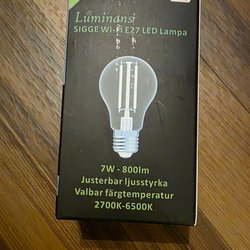 Luminansi
SIGGE Wi-Fi E27 LED Lampa
7W - 800lm
Justerbar ljusstyrka
Valbar färgtemperatur
2700K-6500K